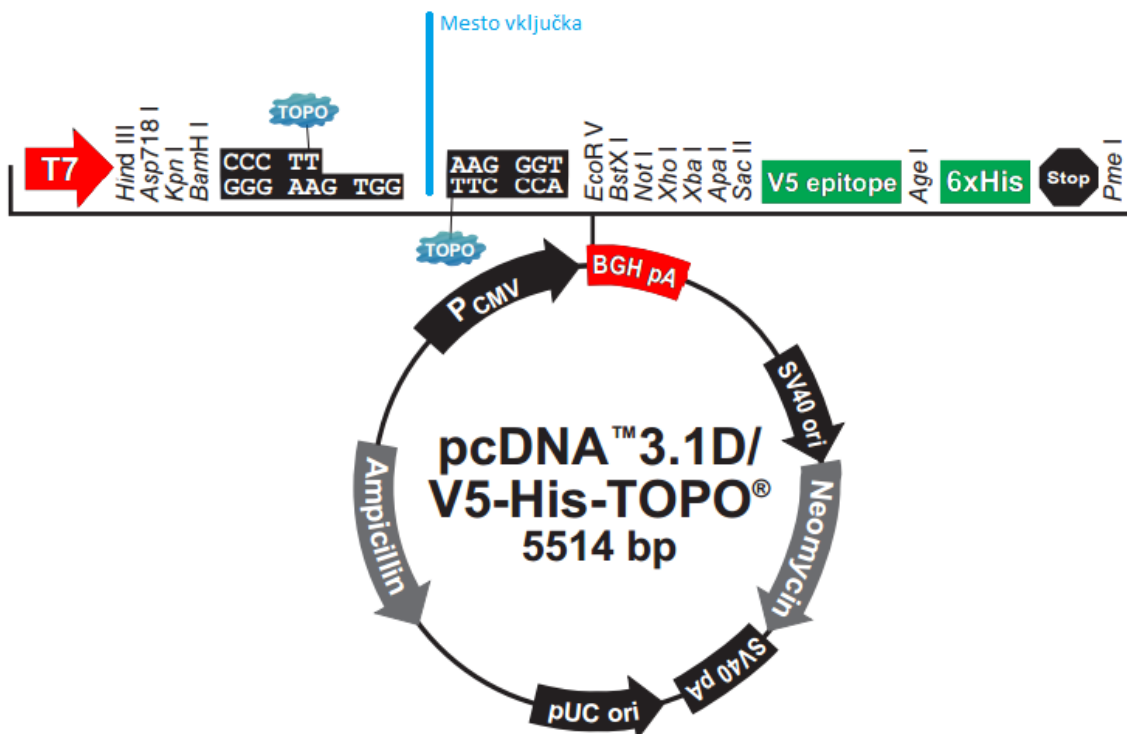 Mesto vključka
TOPO
T7
Hind III
Asp718 I
Kpn I
BamH I
CCC TT
GGG AAG TGG
AAG GGT
TTC CCA
TOPO
EcoR V
BstX I
Not I
Xho I
Xba I
Apa I
Sac II
V5 epitope
Age I
6xHis
Stop
Pme I
P CMV
BGH pA
SV40 ori
Neomycin
SV40 pA
pUC ori
Ampicillin
pcDNA™3.1D/
V5-His-TOPO®
5514 bp